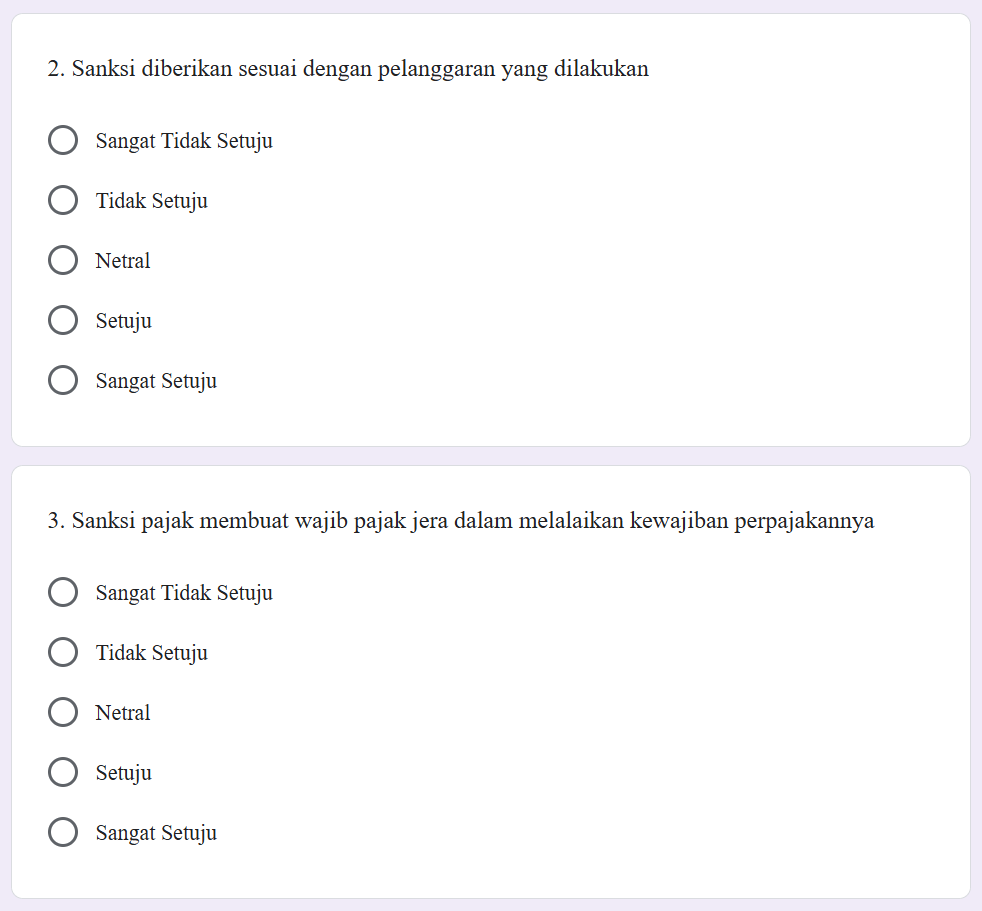 2. Sanksi diberikan sesuai dengan pelanggaran yang dilakukan
Sangat Tidak Setuju
Tidak Setuju
Netral
Setuju
Sangat Setuju
3. Sanksi pajak membuat wajib pajak jera dalam melalaikan kewajiban perpajakannya
Sangat Tidak Setuju
Tidak Setuju
Netral
Setuju
Sangat Setuju